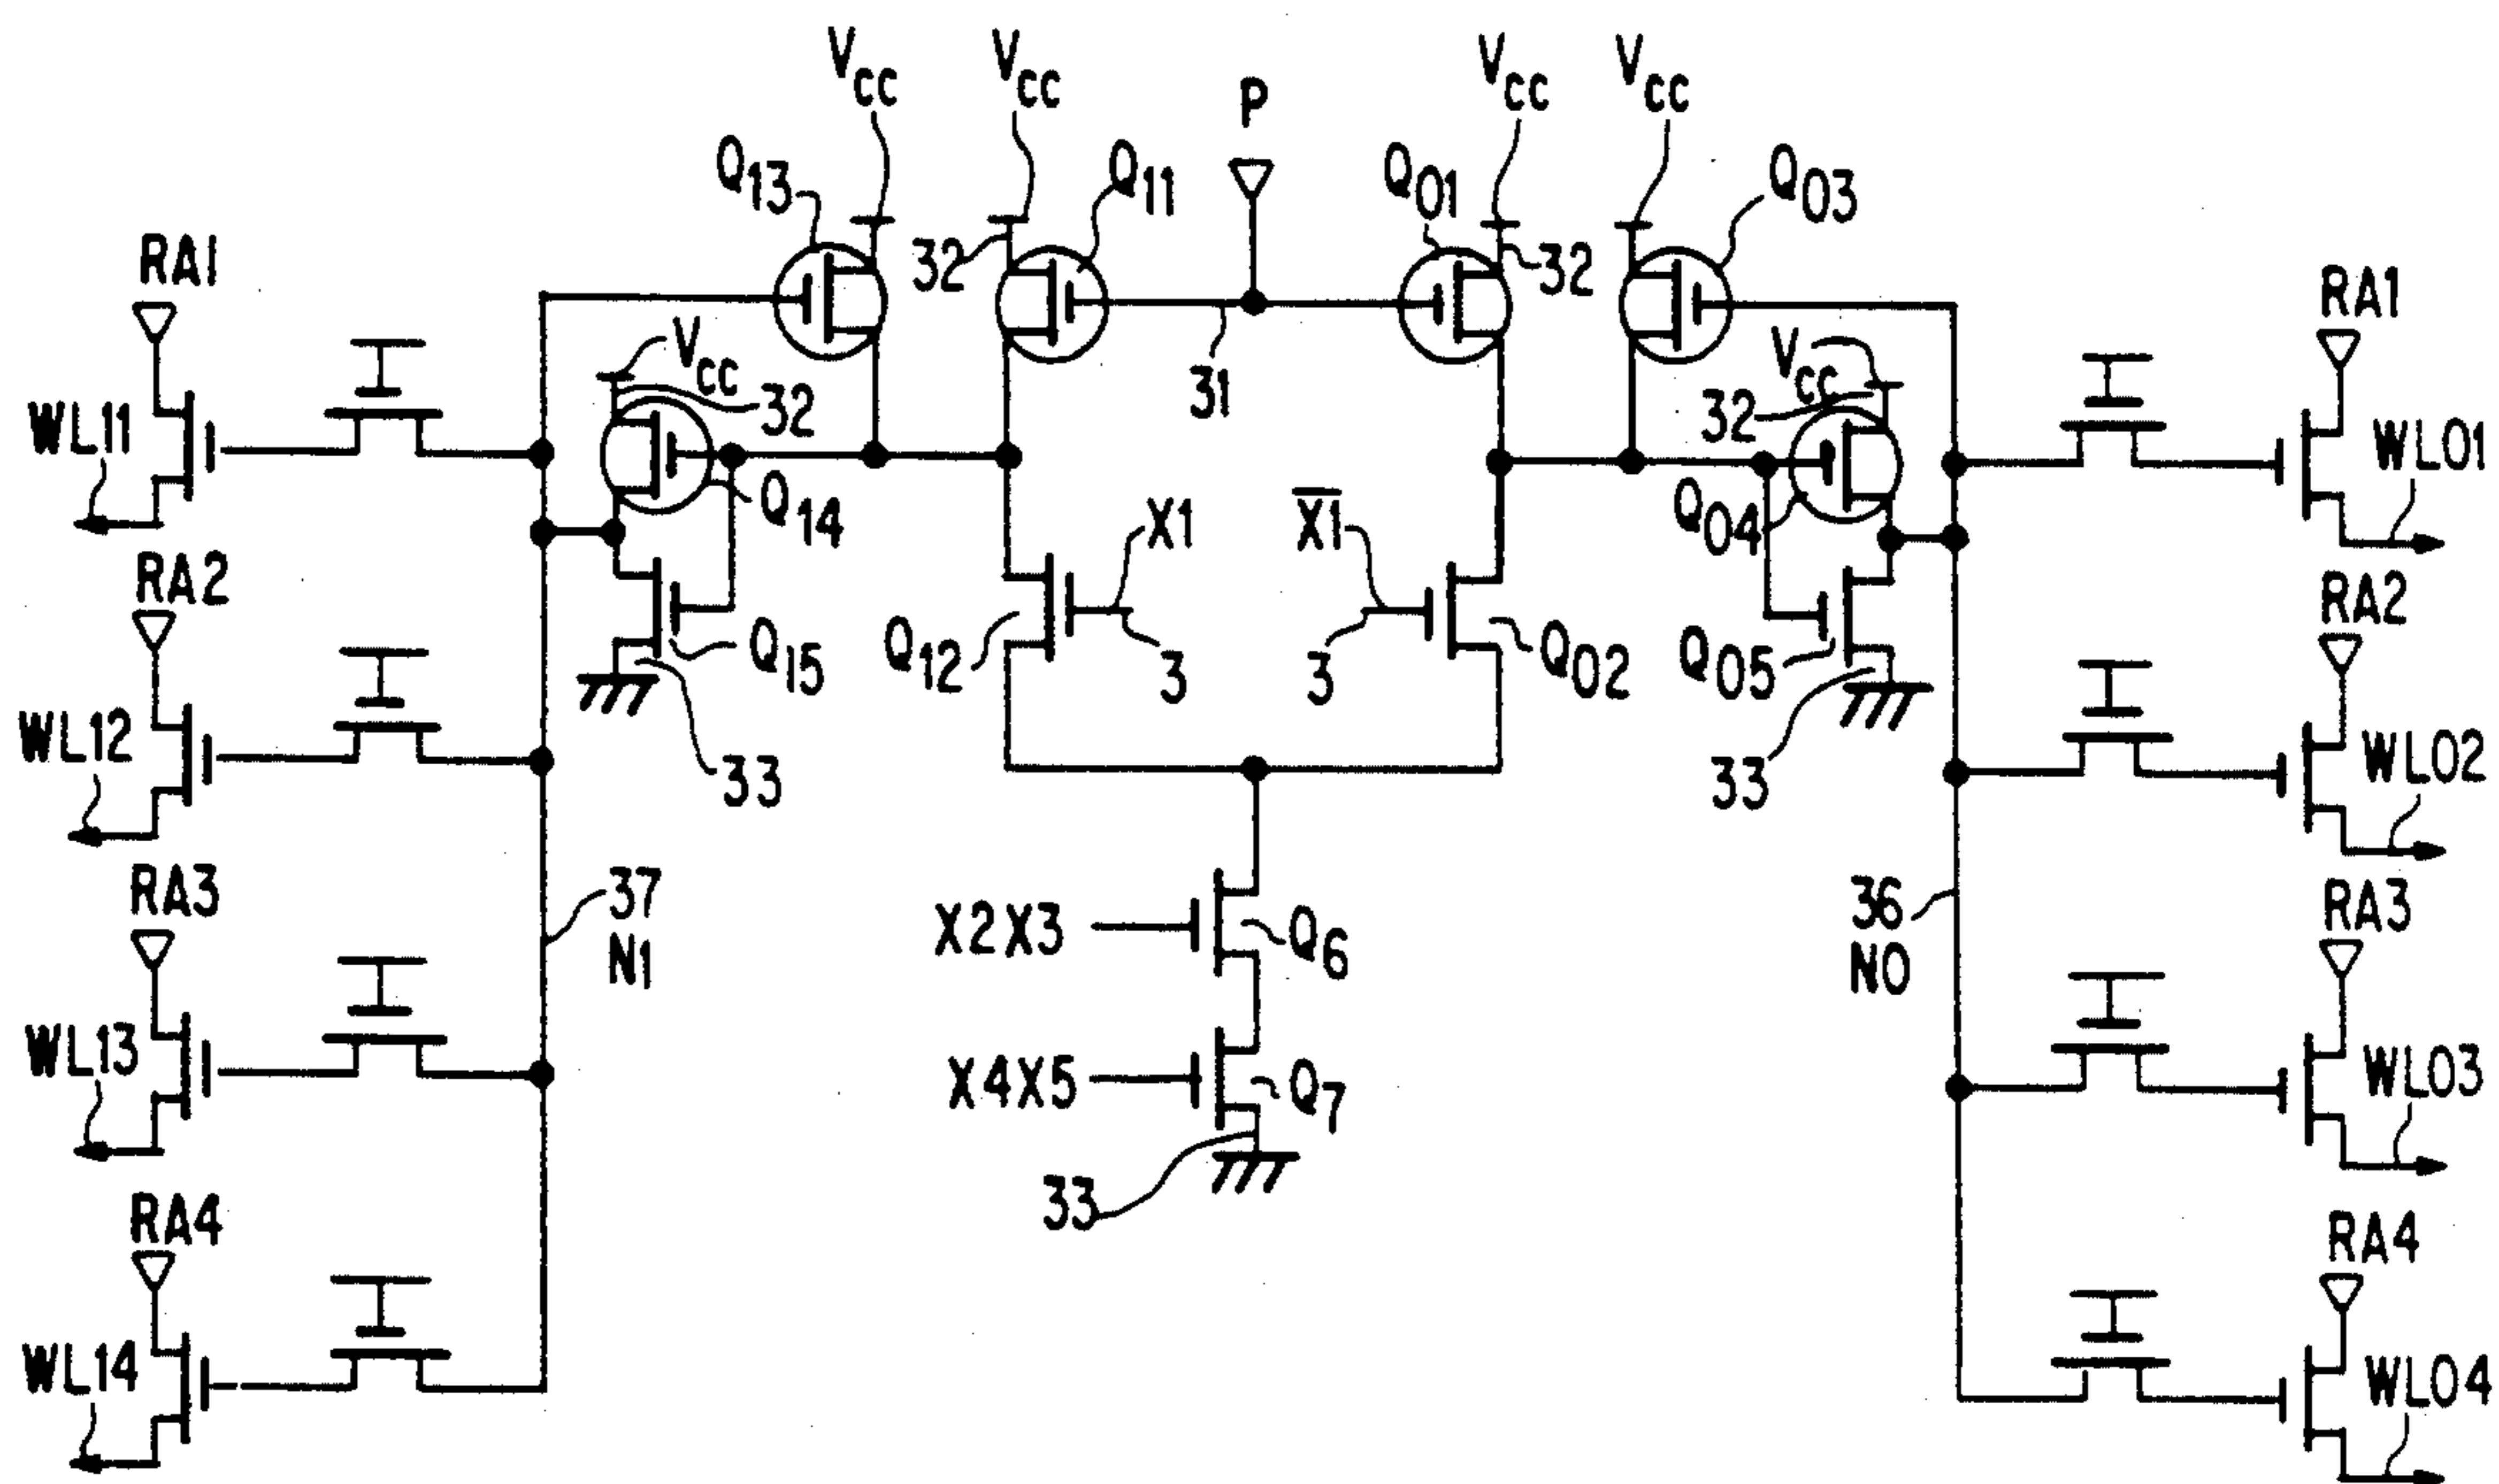 Vcc Vcc P Vcc Vcc
Q13 Q11 Q01 Q03
RA1 32 32 RA1
Vcc 31 Vcc
WL11 32 32 WL01
Q14 X1 X̅1̅ Q04
RA2 RA2
Q15 Q12 3 3 Q02 Q05
WL12 33 33 WL02
RA3 37 36 RA3
X2X3 Q6
N1 N0
WL13 X4X5 Q7 WL03
33
RA4 RA4
WL14 WL04